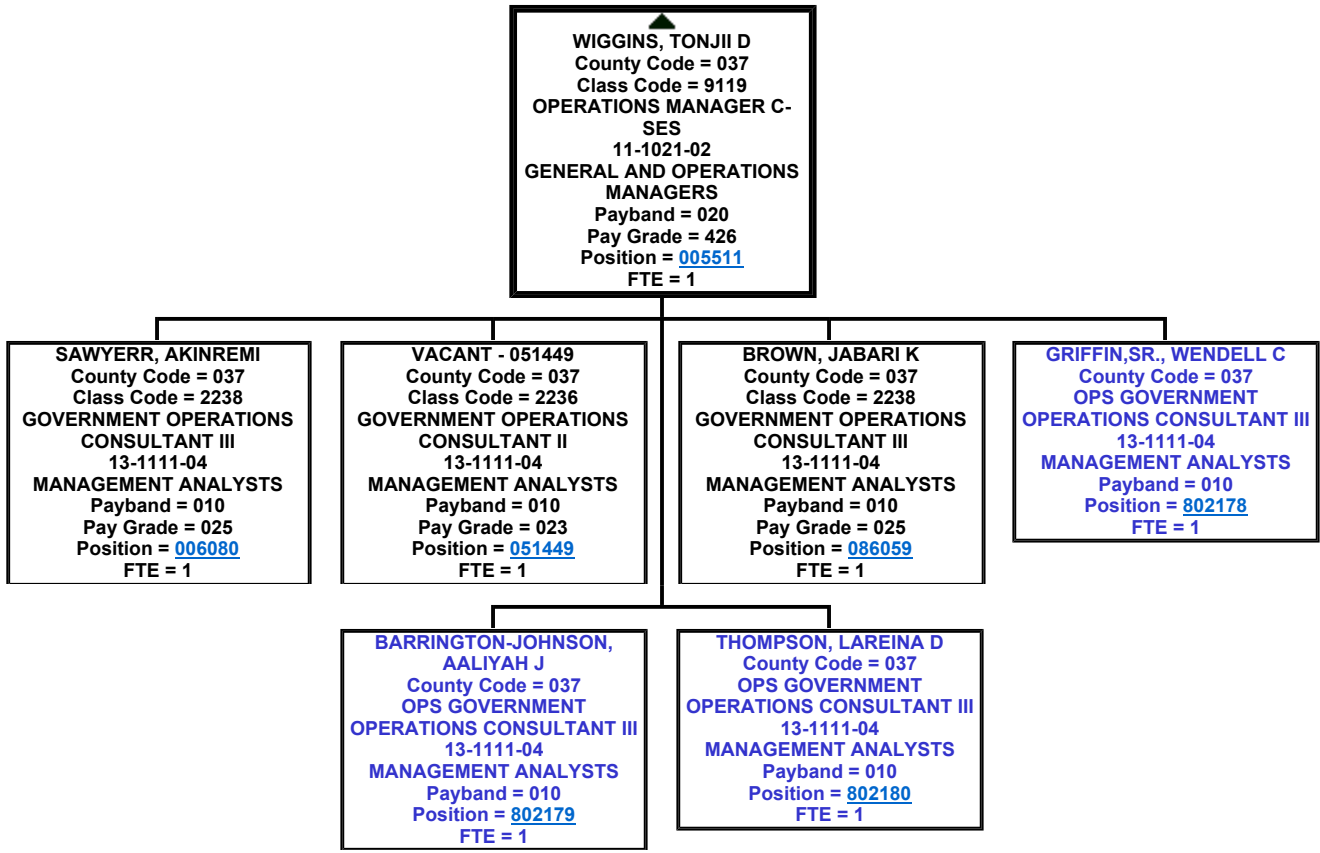 WIGGINS, TONJII D
County Code = 037
Class Code = 9119
OPERATIONS MANAGER C-
SES
11-1021-02
GENERAL AND OPERATIONS
MANAGERS
Payband = 020
Pay Grade = 426
Position = 005511
FTE = 1
SAWYERR, AKINREMI
County Code = 037
Class Code = 2238
GOVERNMENT OPERATIONS
CONSULTANT III
13-1111-04
MANAGEMENT ANALYSTS
Payband = 010
Pay Grade = 025
Position = 006080
FTE = 1
VACANT - 051449
County Code = 037
Class Code = 2236
GOVERNMENT OPERATIONS
CONSULTANT II
13-1111-04
MANAGEMENT ANALYSTS
Payband = 010
Pay Grade = 023
Position = 051449
FTE = 1
BROWN, JABARI K
County Code = 037
Class Code = 2238
GOVERNMENT OPERATIONS
CONSULTANT III
13-1111-04
MANAGEMENT ANALYSTS
Payband = 010
Pay Grade = 025
Position = 086059
FTE = 1
GRIFFIN,SR., WENDELL C
County Code = 037
OPS GOVERNMENT
OPERATIONS CONSULTANT III
13-1111-04
MANAGEMENT ANALYSTS
Payband = 010
Position = 802178
FTE = 1
BARRINGTON-JOHNSON,
AALIYAH J
County Code = 037
OPS GOVERNMENT
OPERATIONS CONSULTANT III
13-1111-04
MANAGEMENT ANALYSTS
Payband = 010
Position = 802179
FTE = 1
THOMPSON, LAREINA D
County Code = 037
OPS GOVERNMENT
OPERATIONS CONSULTANT III
13-1111-04
MANAGEMENT ANALYSTS
Payband = 010
Position = 802180
FTE = 1